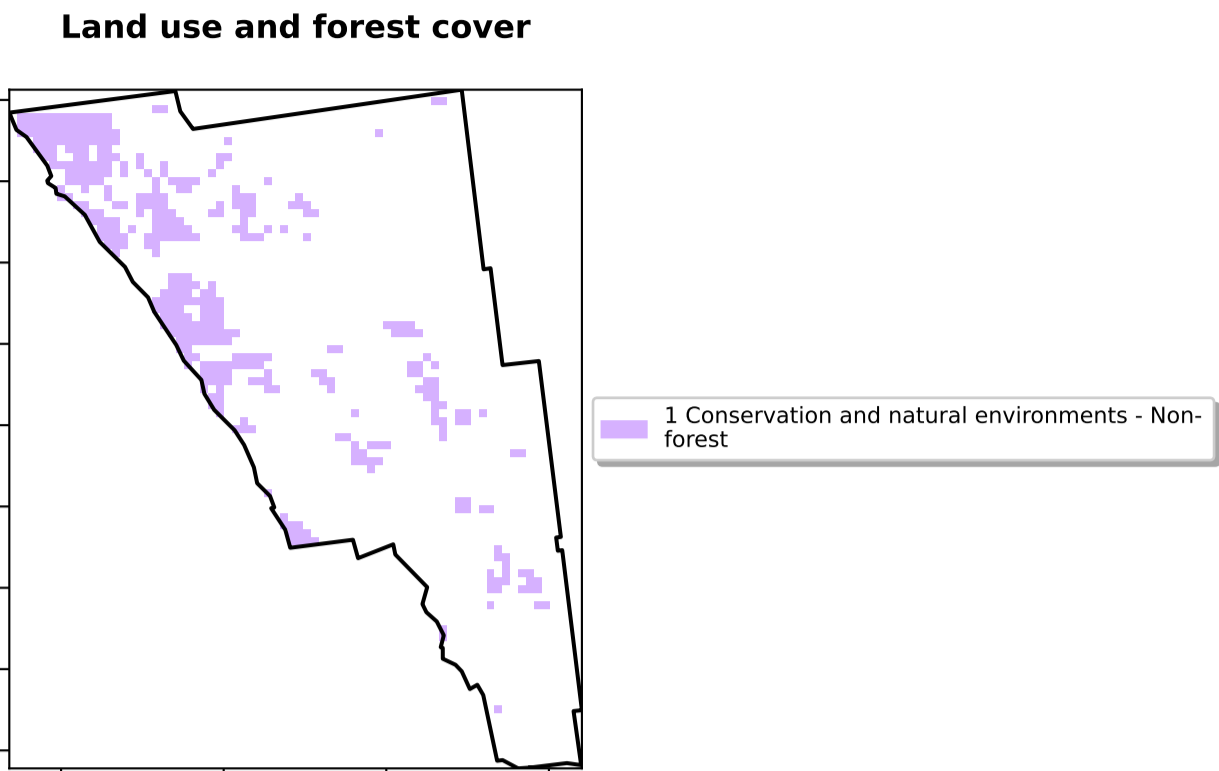 Land use and forest cover
1 Conservation and natural environments - Non-
forest